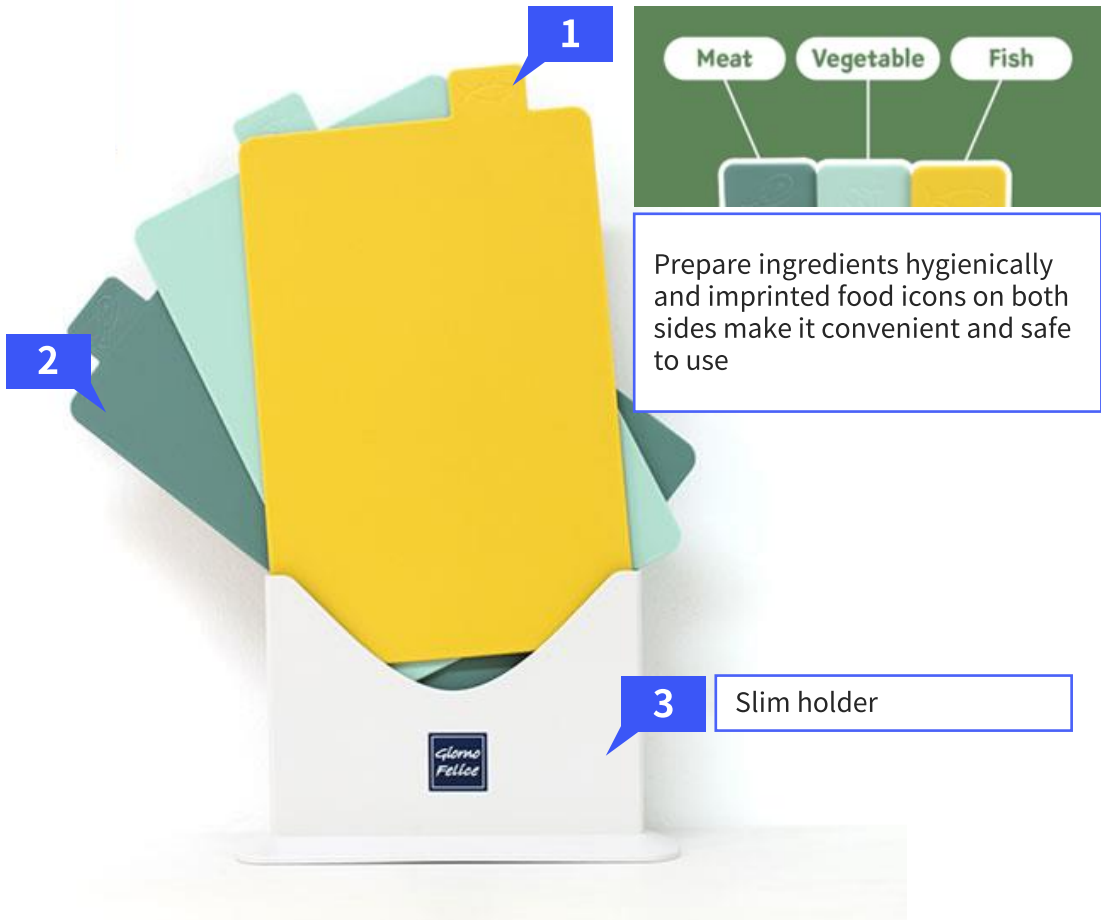 1
Meat Vegetable Fish
Prepare ingredients hygienically
and imprinted food icons on both
sides make it convenient and safe
to use
2
3 Slim holder
Giorno
Felice